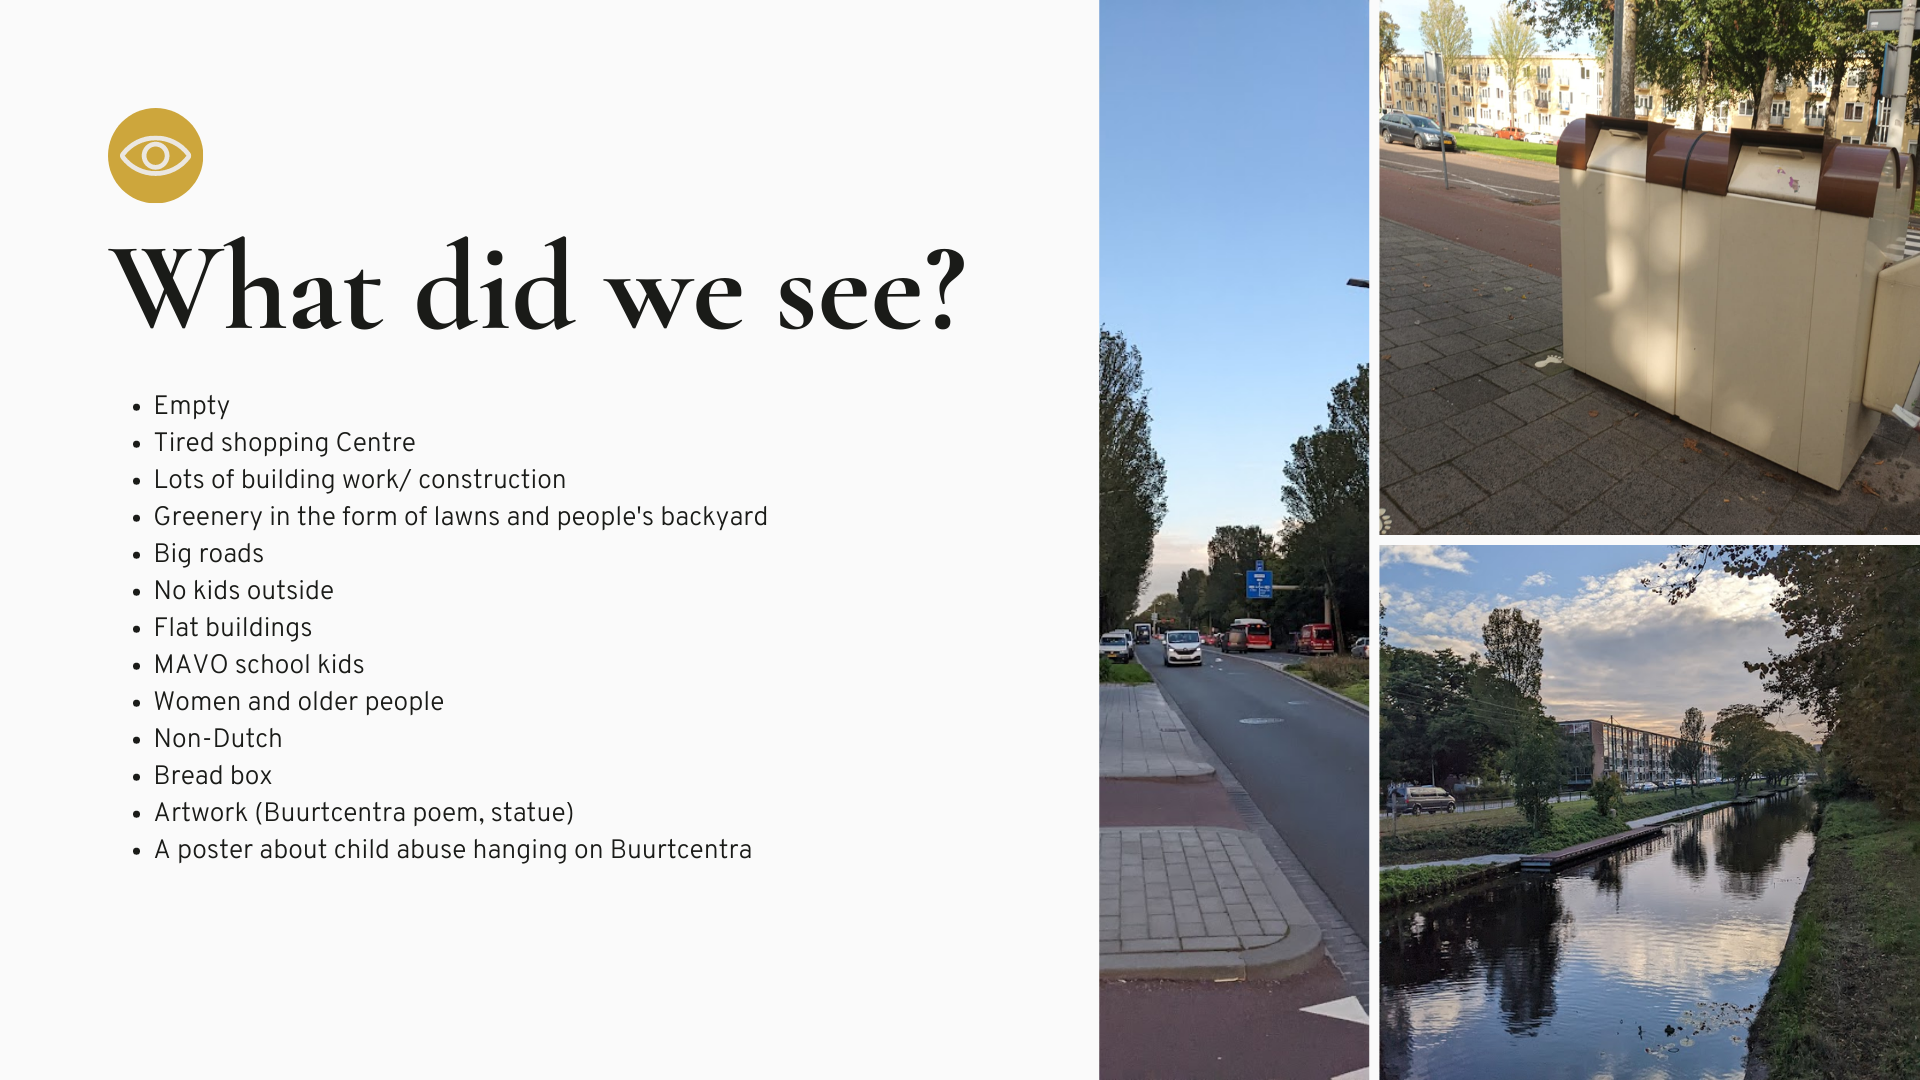 What did we see?
Empty
Tired shopping Centre
Lots of building work/ construction
Greenery in the form of lawns and people's backyard
Big roads
No kids outside
Flat buildings
MAVO school kids
Women and older people
Non-Dutch
Bread box
Artwork (Buurtcentra poem, statue)
A poster about child abuse hanging on Buurtcentra